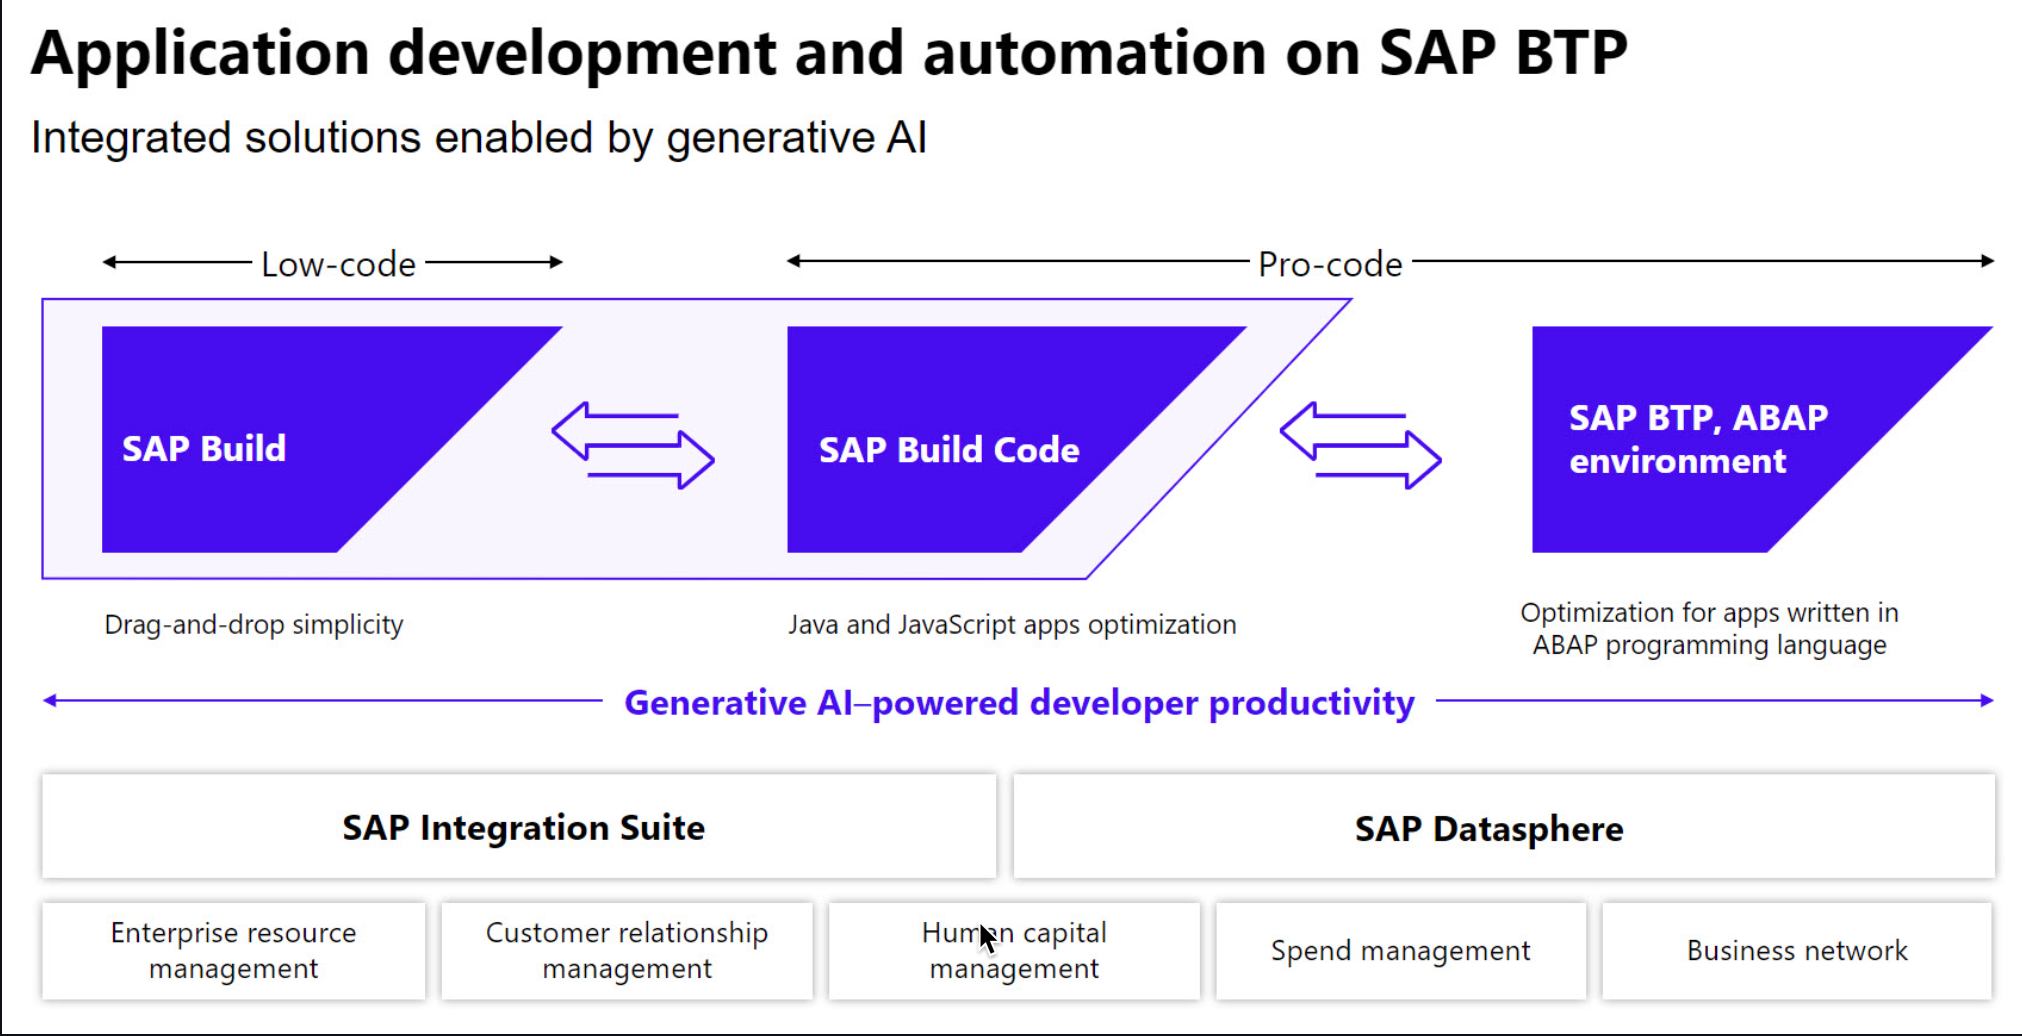 Application development and automation on SAP BTP
Integrated solutions enabled by generative AI
Low-code
Pro-code
SAP Build
SAP Build Code
SAP BTP, ABAP
environment
Drag-and-drop simplicity
Java and JavaScript apps optimization
Optimization for apps written in
ABAP programming language
Generative AI–powered developer productivity
SAP Integration Suite
SAP Datasphere
Enterprise resource
management
Customer relationship
management
Human capital
management
Spend management
Business network